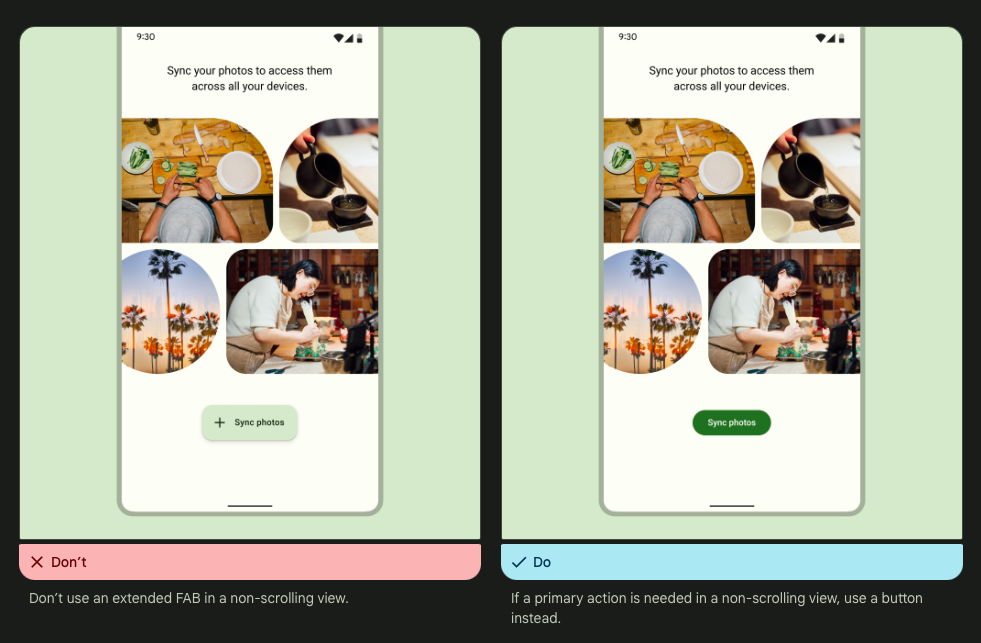 9:30
Sync your photos to access them
across all your devices.
Sync photos
Don’t
Don’t use an extended FAB in a non-scrolling view.
9:30
Sync your photos to access them
across all your devices.
Sync photos
Do
If a primary action is needed in a non-scrolling view, use a button
instead.